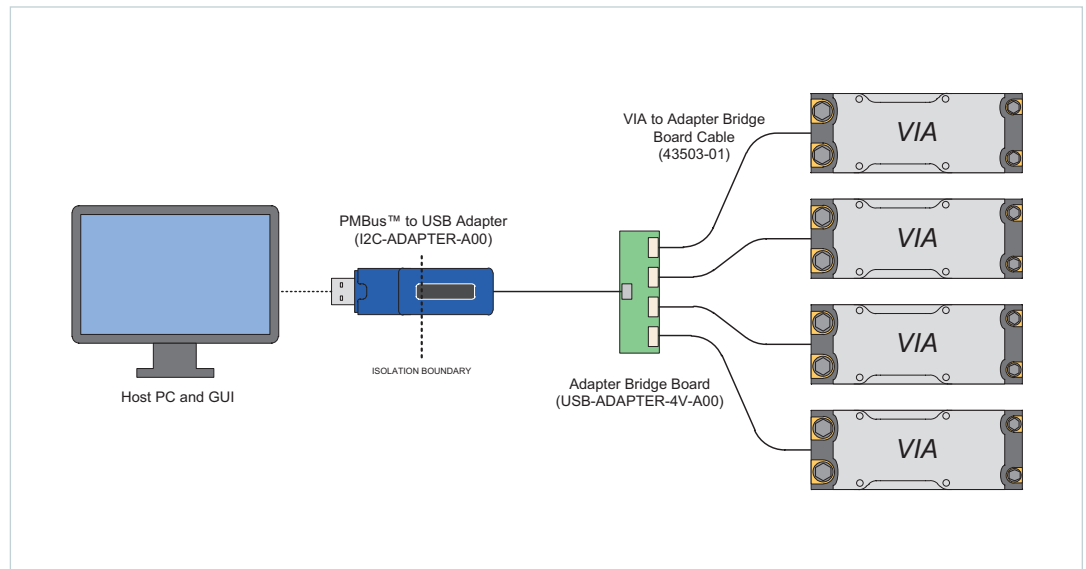 VIA to Adapter Bridge
Board Cable
(43503-01)
VIA
PMBus™ to USB Adapter
(I2C-ADAPTER-A00)
VIA
ISOLATION BOUNDARY
VIA
Host PC and GUI
Adapter Bridge Board
(USB-ADAPTER-4V-A00)
VIA